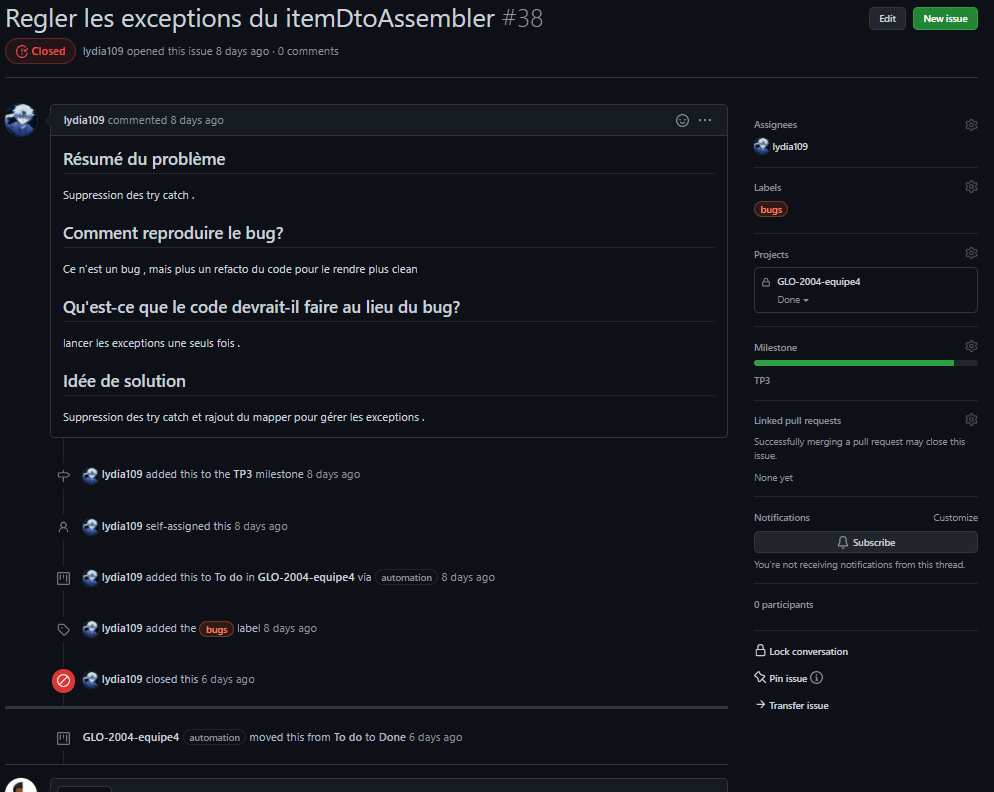 Regler les exceptions du itemDtoAssembler #38
Edit
New issue
Closed
lydia109 opened this issue 8 days ago · 0 comments
lydia109 commented 8 days ago
Résumé du problème
Suppression des try catch .
Comment reproduire le bug?
Ce n'est un bug , mais plus un refacto du code pour le rendre plus clean
Qu'est-ce que le code devrait-il faire au lieu du bug?
lancer les exceptions une seuls fois .
Idée de solution
Suppression des try catch et rajout du mapper pour gérer les exceptions .
lydia109 added this to the TP3 milestone 8 days ago
lydia109 self-assigned this 8 days ago
lydia109 added this to To do in GLO-2004-equipe4 via automation 8 days ago
lydia109 added the bugs label 8 days ago
lydia109 closed this 6 days ago
GLO-2004-equipe4 automation moved this from To do to Done 6 days ago
Assignees
lydia109
Labels
bugs
Projects
GLO-2004-equipe4
Done
Milestone
TP3
Linked pull requests
Successfully merging a pull request may close this
issue.
None yet
Notifications
Customize
Subscribe
You're not receiving notifications from this thread.
0 participants
Lock conversation
Pin issue
Transfer issue